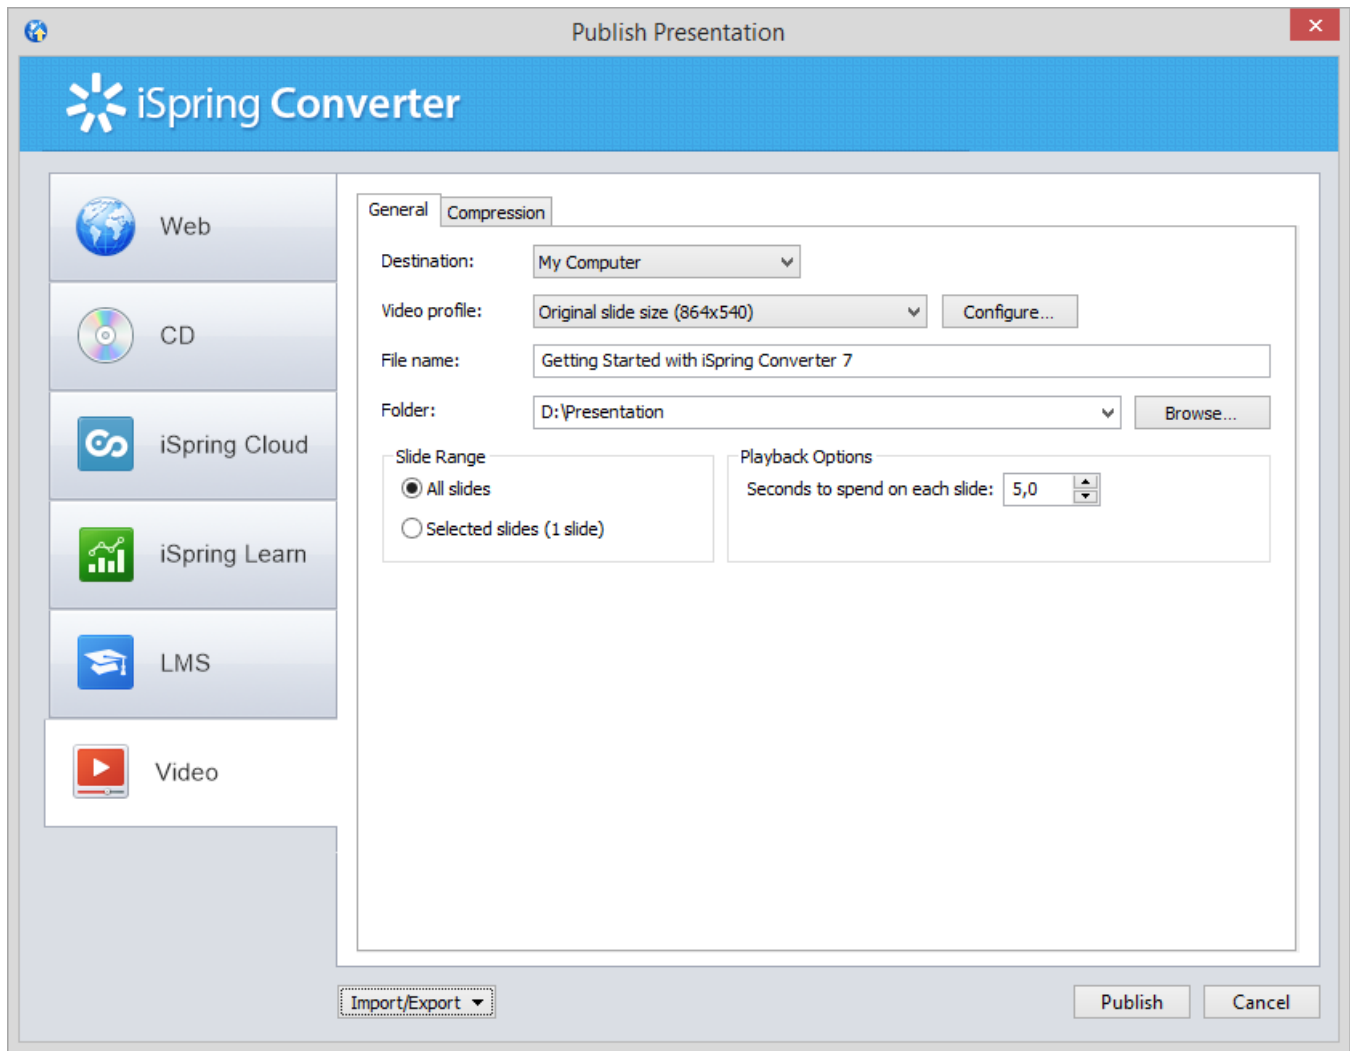 Publish Presentation
iSpring Converter
Web
CD
iSpring Cloud
iSpring Learn
LMS
Video
General
Compression
Destination: My Computer
Video profile: Original slide size (864x540) Configure...
File name: Getting Started with iSpring Converter 7
Folder: D:\Presentation Browse...
Slide Range
All slides
Selected slides (1 slide)
Playback Options
Seconds to spend on each slide: 5,0
Import/Export
Publish
Cancel